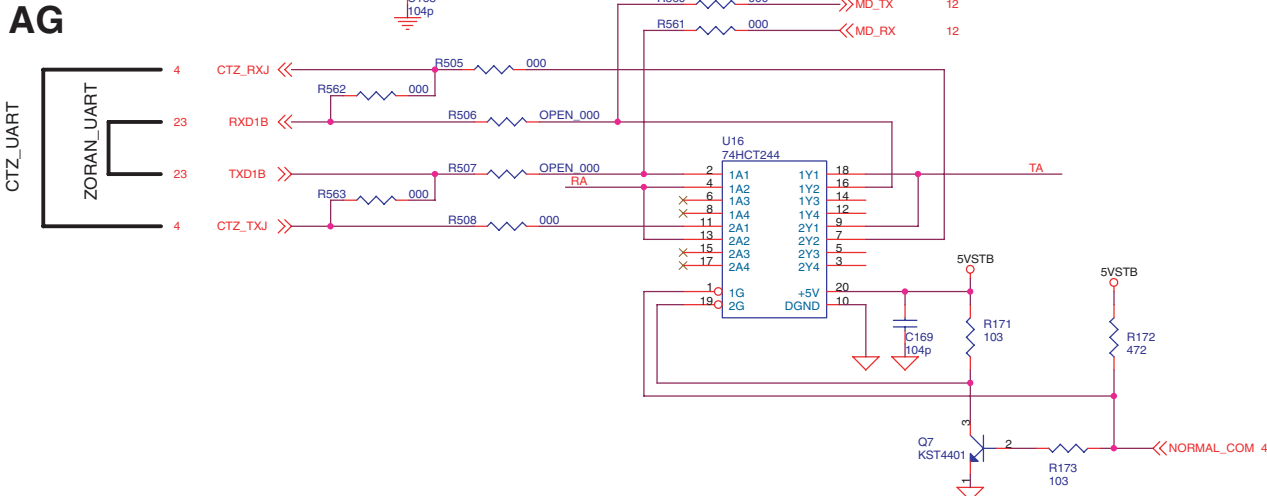 AG
104p
MD_TX 12
R561 000 MD_RX 12
4 CTZ_RXJ R505 000
R562 000
23 RXD1B R506 OPEN_000
CTZ_UART
ZORAN_UART
U16
74HCT244
23 TXD1B R507 OPEN_000
RA
TA
R563 000
4 CTZ_TXJ R508 000
2 1A1 1Y1 18
4 1A2 1Y2 16
6 1A3 1Y3 14
8 1A4 1Y4 12
11 2A1 2Y1 9
13 2A2 2Y2 7
15 2A3 2Y3 5
17 2A4 2Y4 3
1 1G +5V 20
19 2G DGND 10
5VSTB
5VSTB
C169
104p
R171
103
R172
472
3
Q7
KST4401
2
1
R173
103
NORMAL_COM 4